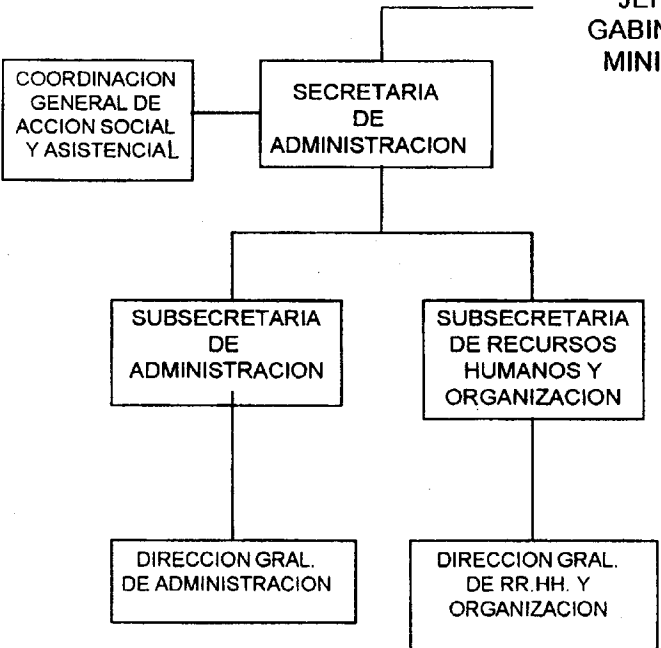 COORDINACION
GENERAL DE
ACCION SOCIAL
Y ASISTENCIAL
SECRETARIA
DE
ADMINISTRACION
SUBSECRETARIA
DE
ADMINISTRACION
SUBSECRETARIA
DE RECURSOS
HUMANOS Y
ORGANIZACION
DIRECCION GRAL.
DE ADMINISTRACION
DIRECCION GRAL.
DE RR.HH. Y
ORGANIZACION